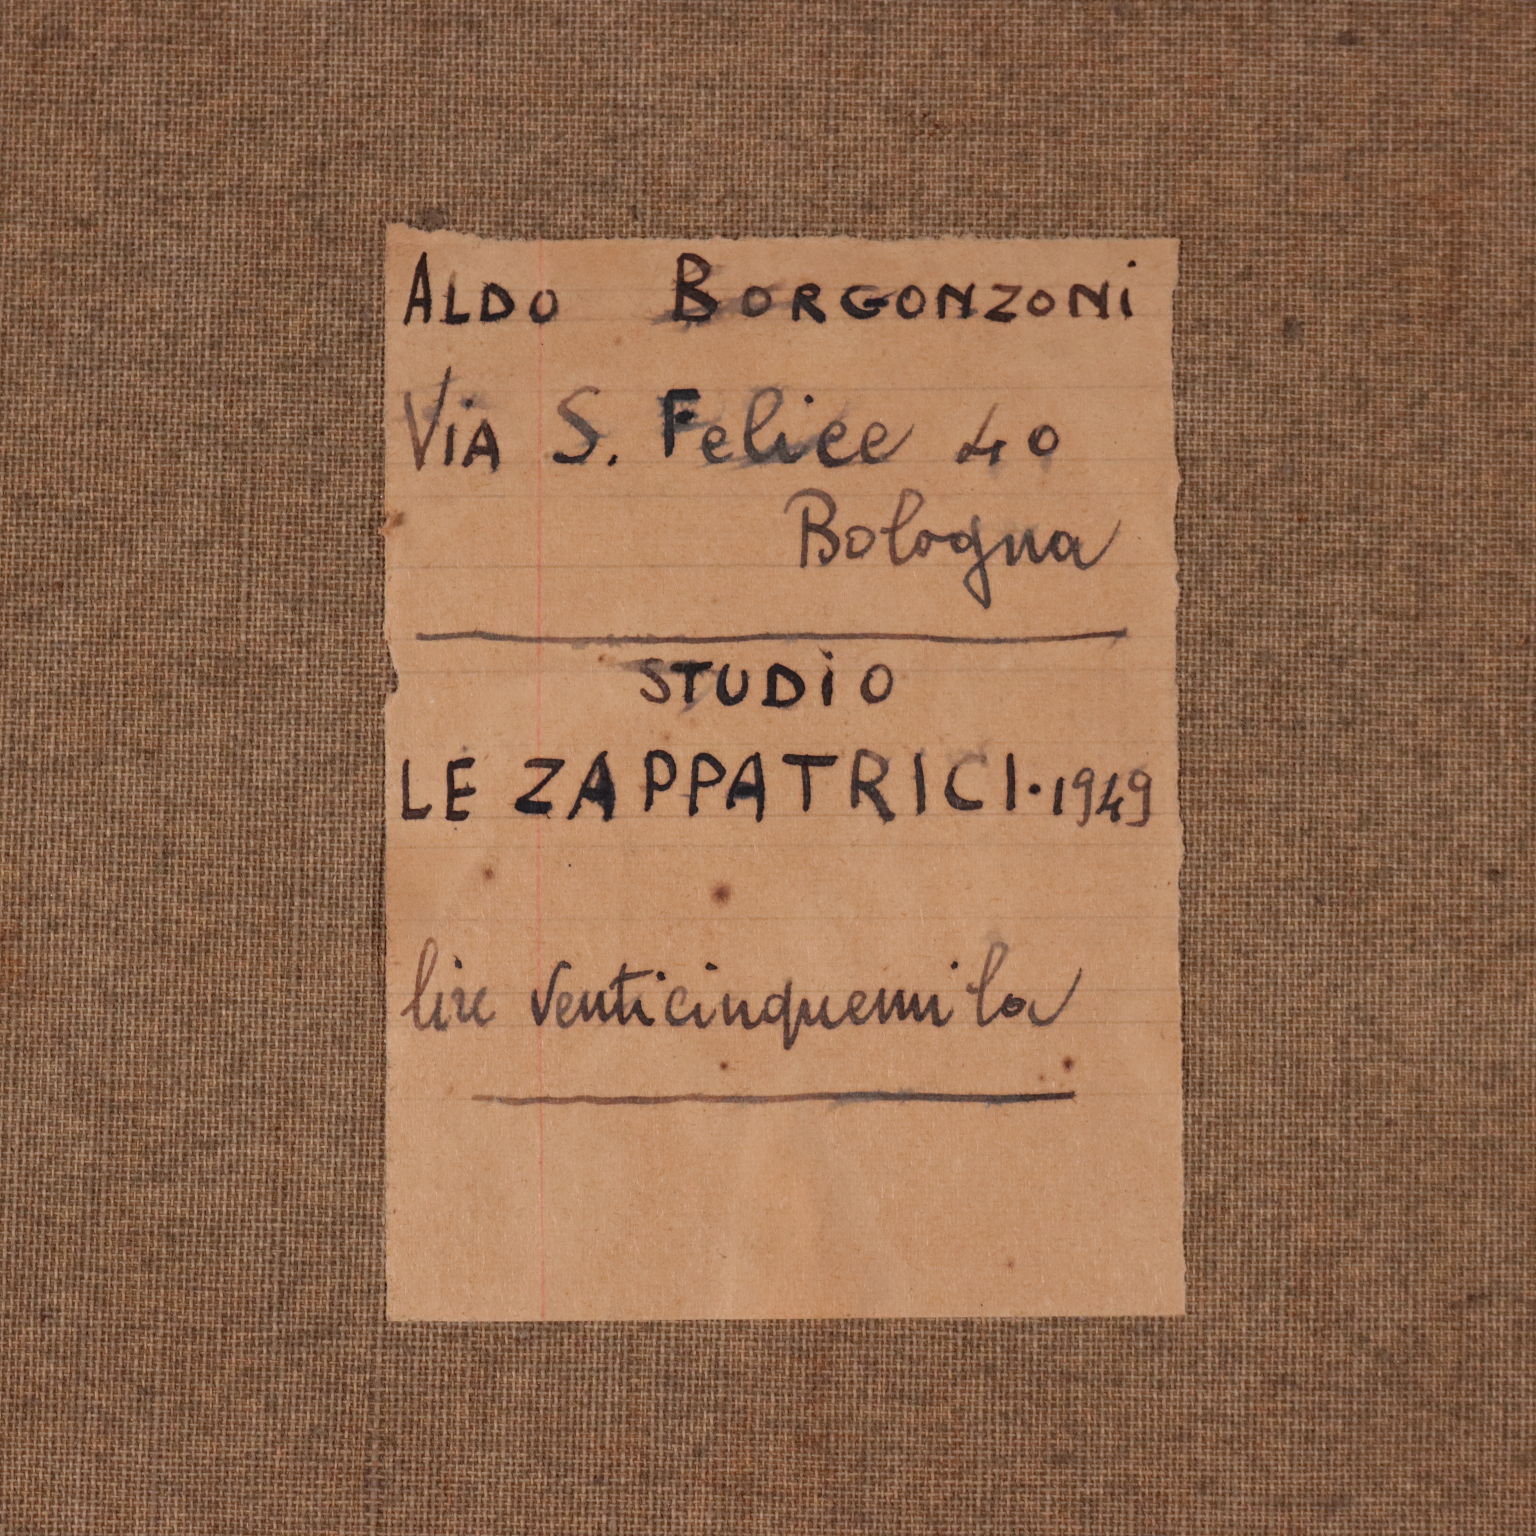 ALDO BORGONZONi
ViA S. Felice 40
Bologna
STUDiO
LE ZAPPATRICI·1949
lire venticinquemila